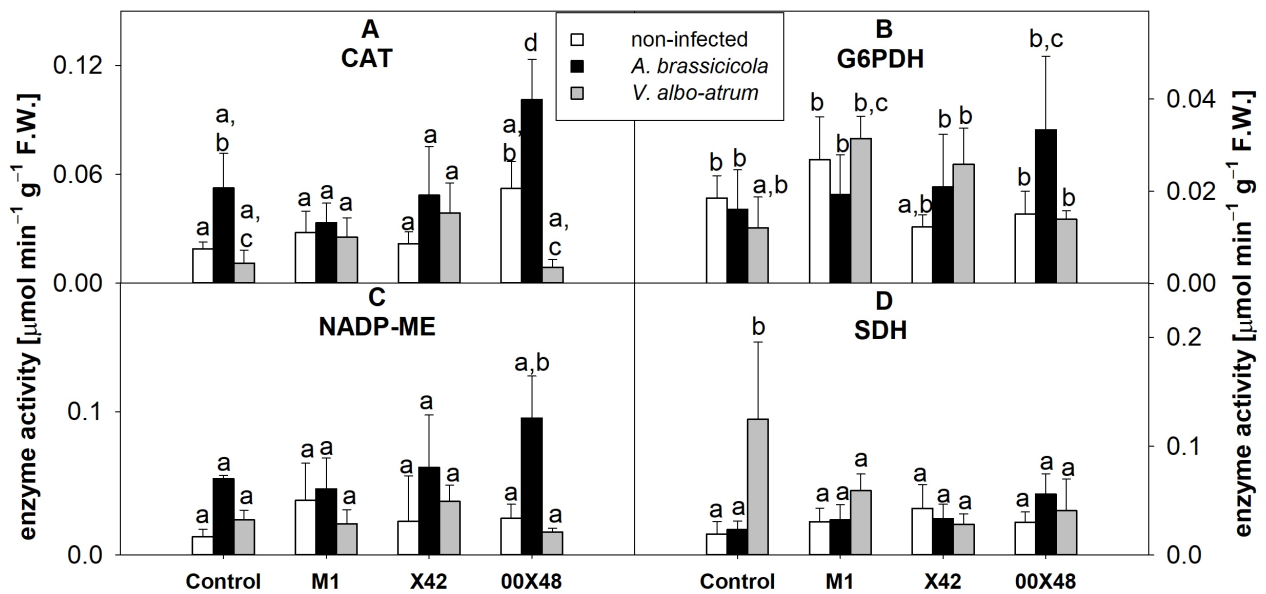 A
CAT
non-infected
A. brassicicola
V. albo-atrum
B
G6PDH
enzyme activity [μmol min⁻¹ g⁻¹ F.W.]
0.12
0.06
0.00
a
a,
b
a,
c
a
a
a
a
a
a
a,
b
d
a,
c
b
b
a,b
b
b
b,c
a,b
b
b
b
b,c
b
0.04
0.02
0.00
enzyme activity [μmol min⁻¹ g⁻¹ F.W.]
C
NADP-ME
D
SDH
0.1
0.0
a
a
a
a
a
a
a
a
a
a
a,b
a
a
a
b
a
a
a
a
a
a
a
a
a
0.2
0.1
0.0
Control M1 X42 00X48
Control M1 X42 00X48